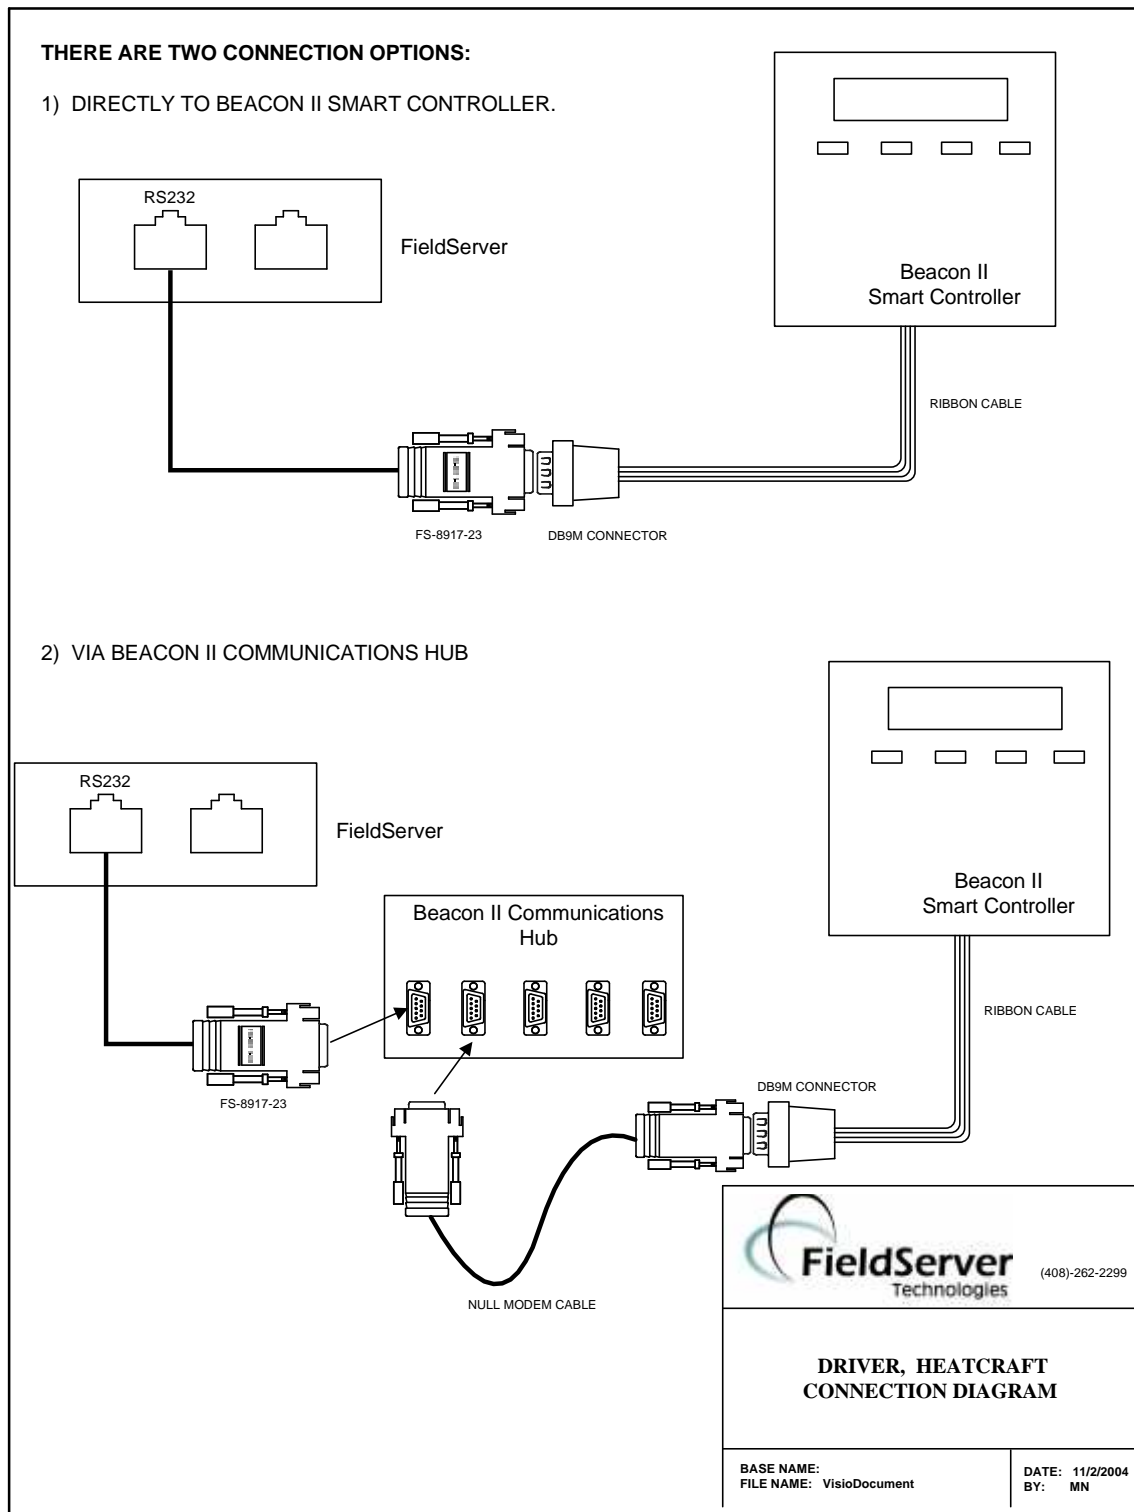 THERE ARE TWO CONNECTION OPTIONS:
1) DIRECTLY TO BEACON II SMART CONTROLLER.
RS232
FieldServer
Beacon II
Smart Controller
RIBBON CABLE
FS-8917-23
DB9M CONNECTOR
2) VIA BEACON II COMMUNICATIONS HUB
RS232
FieldServer
Beacon II
Smart Controller
Beacon II Communications
Hub
RIBBON CABLE
DB9M CONNECTOR
FS-8917-23
NULL MODEM CABLE
FieldServer
Technologies
(408)-262-2299
DRIVER, HEATCRAFT
CONNECTION DIAGRAM
BASE NAME:
FILE NAME: VisioDocument
DATE: 11/2/2004
BY: MN